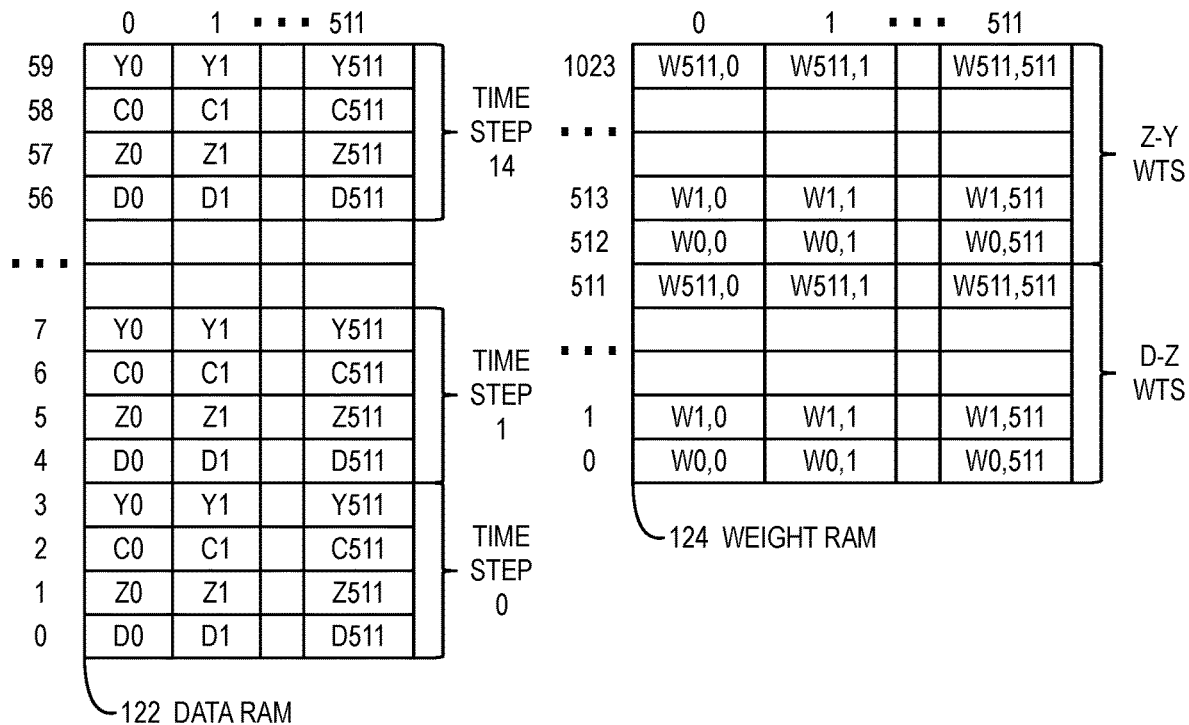 0 1 ▪ ▪ ▪ 511
59 Y0 Y1 Y511
58 C0 C1 C511
57 Z0 Z1 Z511
56 D0 D1 D511
TIME
STEP
14
▪ ▪ ▪
7 Y0 Y1 Y511
6 C0 C1 C511
5 Z0 Z1 Z511
4 D0 D1 D511
TIME
STEP
1
3 Y0 Y1 Y511
2 C0 C1 C511
1 Z0 Z1 Z511
0 D0 D1 D511
TIME
STEP
0
122 DATA RAM
0 1 ▪ ▪ ▪ 511
1023 W511,0 W511,1 W511,511
▪ ▪ ▪
513 W1,0 W1,1 W1,511
512 W0,0 W0,1 W0,511
Z-Y
WTS
511 W511,0 W511,1 W511,511
▪ ▪ ▪
1 W1,0 W1,1 W1,511
0 W0,0 W0,1 W0,511
D-Z
WTS
124 WEIGHT RAM